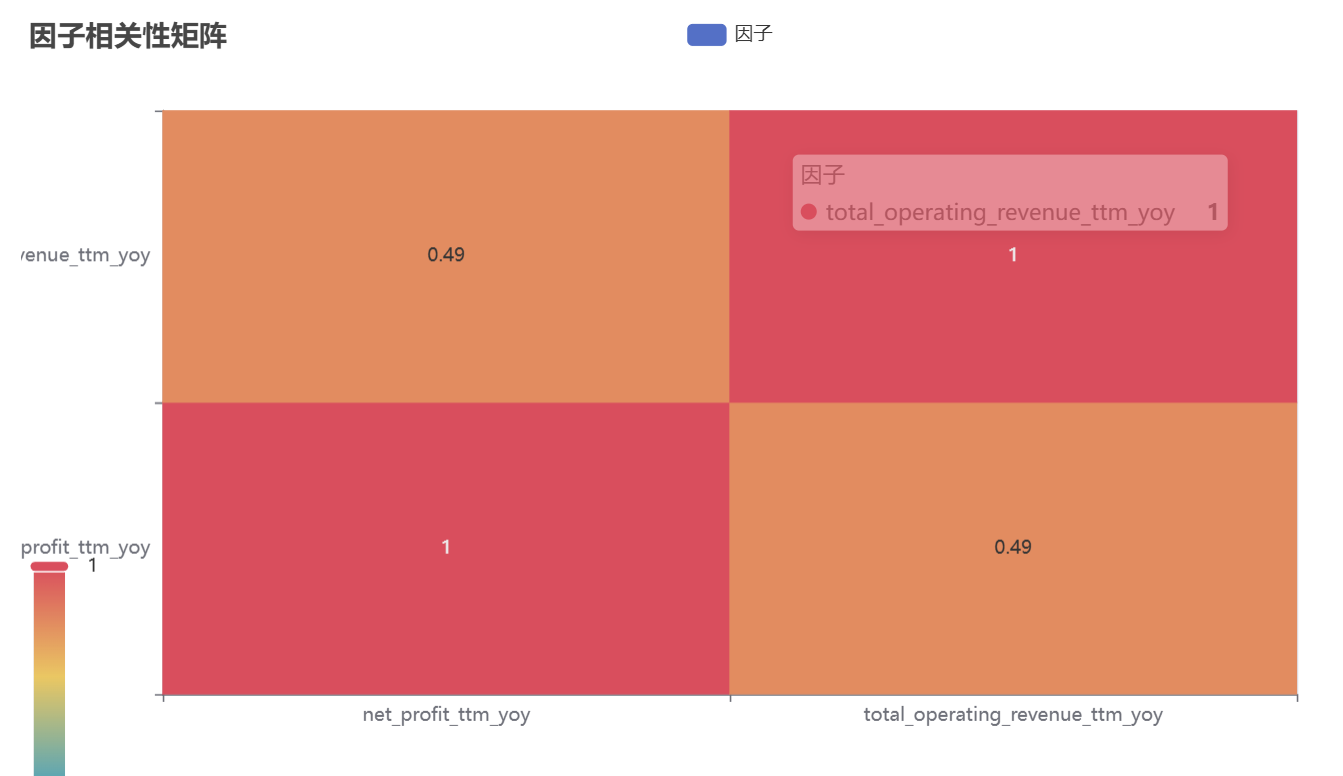 因子相关性矩阵
因子
因子
total_operating_revenue_ttm_yoy 1
venue_ttm_yoy
0.49
1
profit_ttm_yoy
1
0.49
1
net_profit_ttm_yoy
total_operating_revenue_ttm_yoy